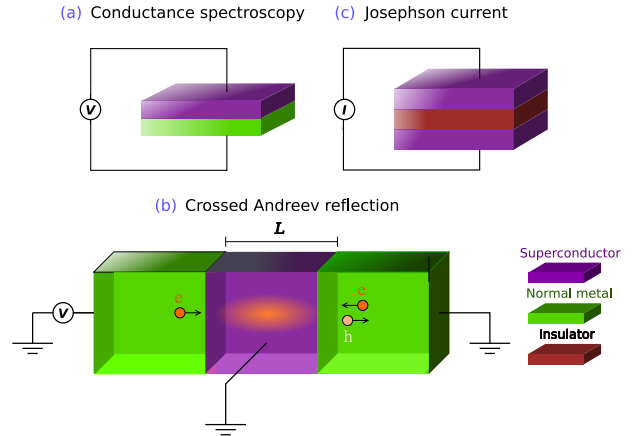 (a) Conductance spectroscopy
(c) Josephson current
V
I
(b) Crossed Andreev reflection
L
Superconductor
e
e
Normal metal
V
h
Insulator